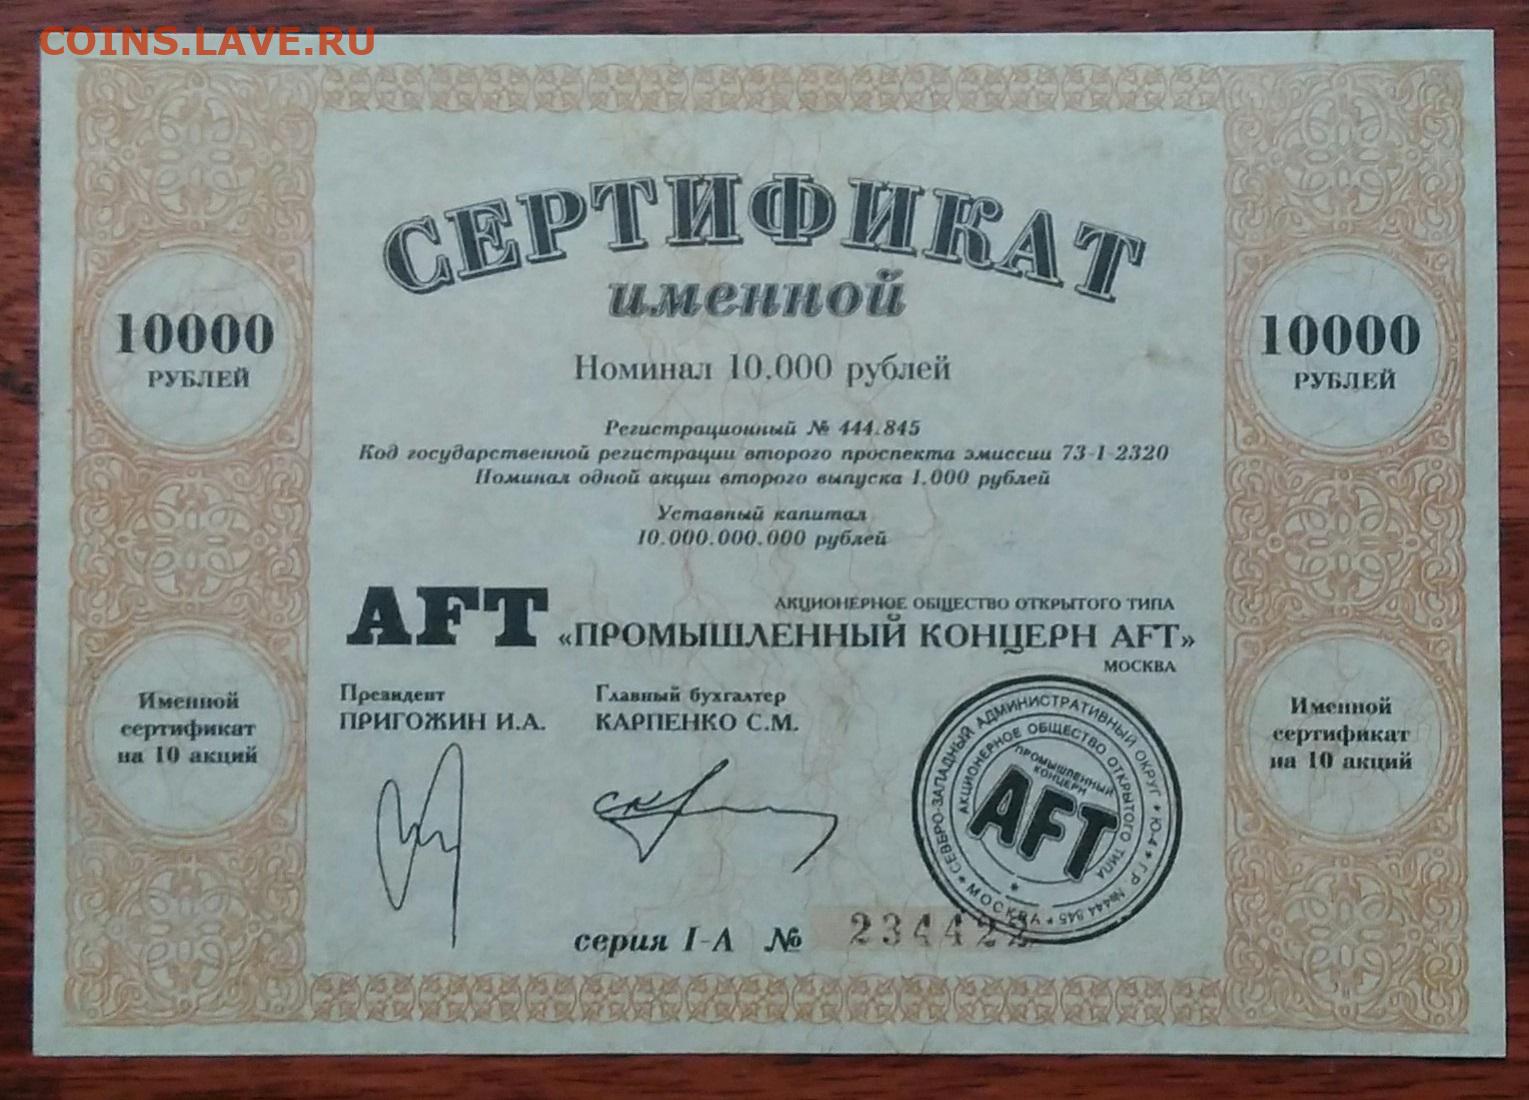 COINS.LAVE.RU
СЕРТИФИКАТ
именной
Номинал 10.000 рублей
10000
РУБЛЕЙ
10000
РУБЛЕЙ
Регистрационный № 444.845
Код государственной регистрации второго проспекта эмиссии 73-1-2320
Номинал одной акции второго выпуска 1.000 рублей
Уставный капитал
10.000.000.000 рублей
AFT
АКЦИОНЕРНОЕ ОБЩЕСТВО ОТКРЫТОГО ТИПА
«ПРОМЫШЛЕННЫЙ КОНЦЕРН AFT»
МОСКВА
Именной
сертификат
на 10 акций
Президент
ПРИГОЖИН И.А.
Главный бухгалтер
КАРПЕНКО С.М.
Именной
сертификат
на 10 акций
СЕВЕРО-ЗАПАДНЫЙ АДМИНИСТРАТИВНЫЙ ОКРУГ * Ю-4 * Г.Р. №444 845 * МОСКВА *
АКЦИОНЕРНОЕ ОБЩЕСТВО ОТКРЫТОГО ТИПА
ПРОМЫШЛЕННЫЙ
КОНЦЕРН
AFT
серия I-А № 234422